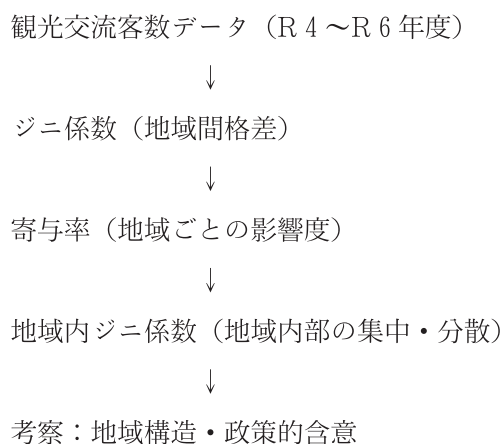 観光交流客数データ（R４～R６年度）
↓
ジニ係数（地域間格差）
↓
寄与率（地域ごとの影響度）
↓
地域内ジニ係数（地域内部の集中・分散）
↓
考察：地域構造・政策的含意